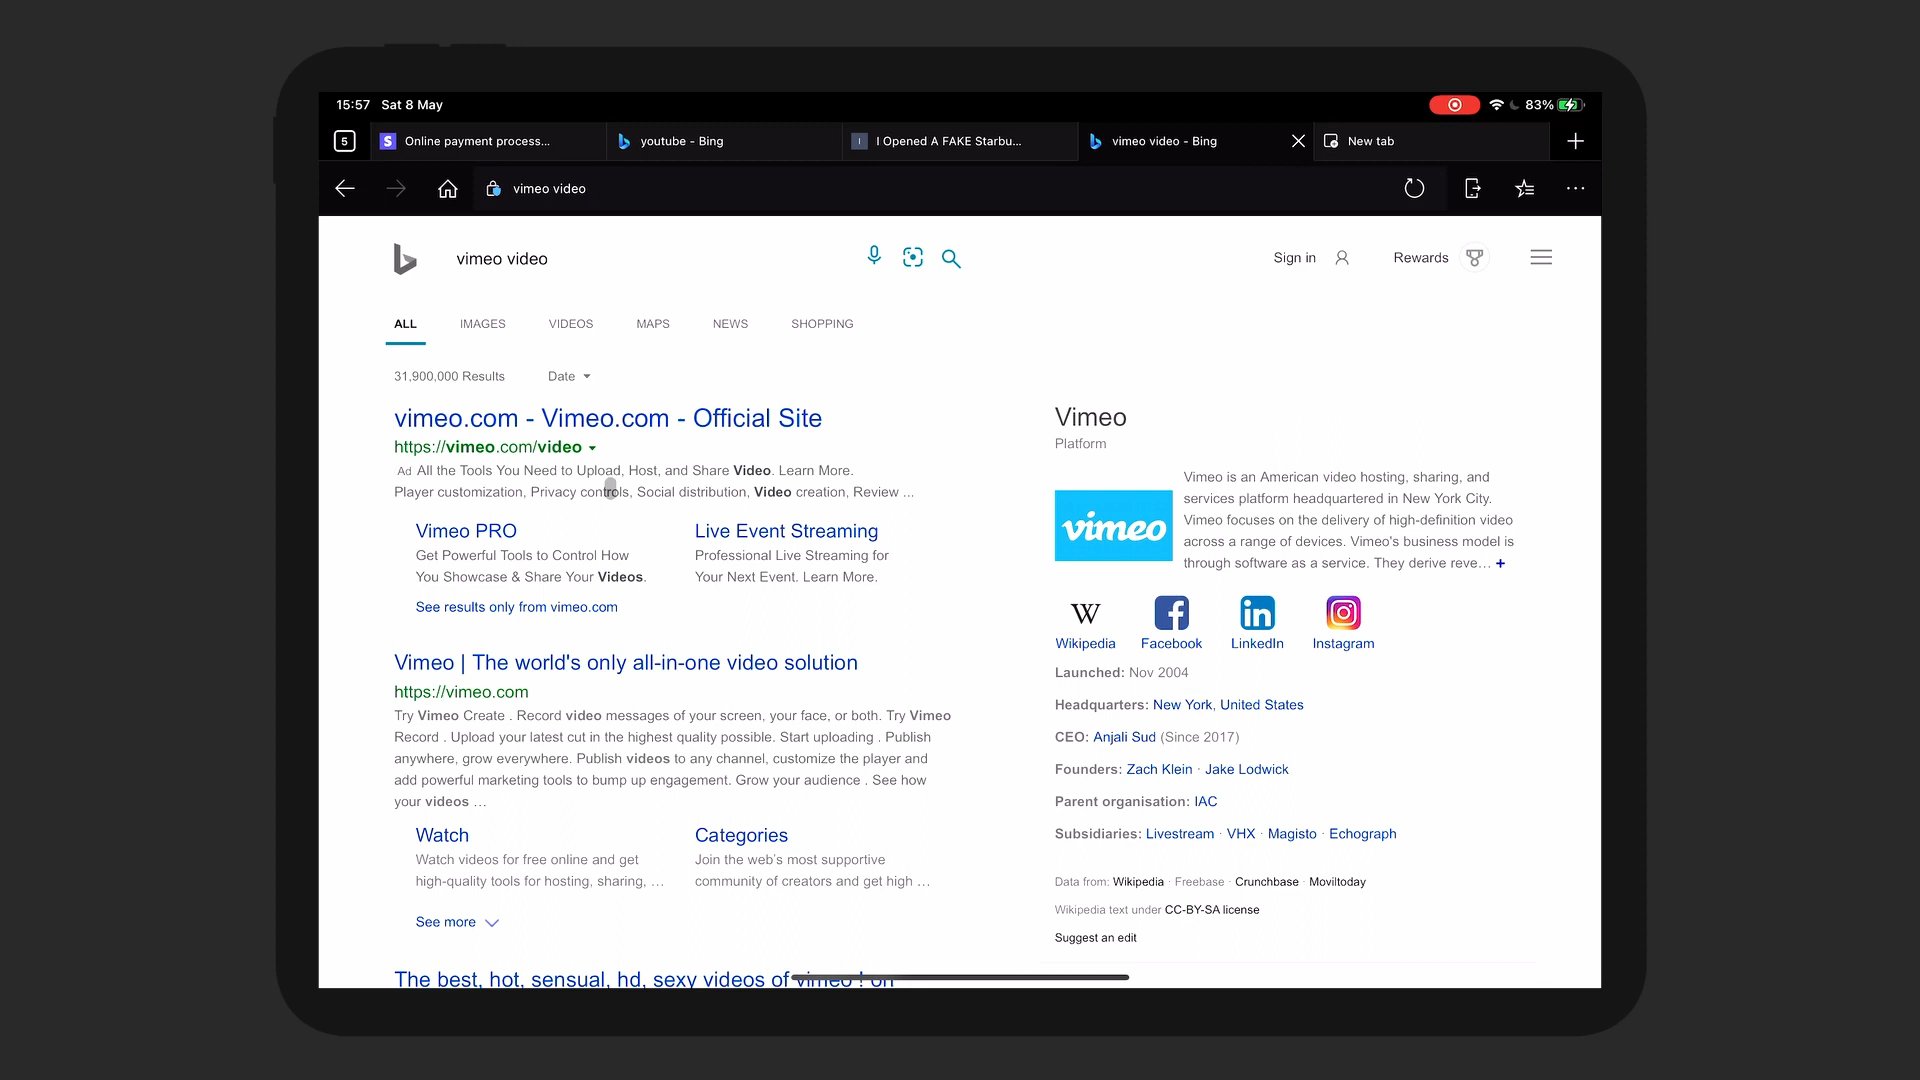 15:57 Sat 8 May 83%
5 Online payment process... youtube - Bing I Opened A FAKE Starbu... vimeo video - Bing New tab
vimeo video
vimeo video Sign in Rewards
ALL IMAGES VIDEOS MAPS NEWS SHOPPING
31,900,000 Results Date
vimeo.com - Vimeo.com - Official Site
https://vimeo.com/video
Ad All the Tools You Need to Upload, Host, and Share Video. Learn More.
Player customization, Privacy controls, Social distribution, Video creation, Review ...
Vimeo PRO
Get Powerful Tools to Control How
You Showcase & Share Your Videos.
Live Event Streaming
Professional Live Streaming for
Your Next Event. Learn More.
See results only from vimeo.com
Vimeo | The world's only all-in-one video solution
https://vimeo.com
Try Vimeo Create . Record video messages of your screen, your face, or both. Try Vimeo
Record . Upload your latest cut in the highest quality possible. Start uploading . Publish
anywhere, grow everywhere. Publish videos to any channel, customize the player and
add powerful marketing tools to bump up engagement. Grow your audience . See how
your videos ...
Watch
Watch videos for free online and get
high-quality tools for hosting, sharing, ...
Categories
Join the web's most supportive
community of creators and get high ...
See more
The best, hot, sensual, hd, sexy videos of vimeo ! on
Vimeo
Platform
vimeo
Vimeo is an American video hosting, sharing, and
services platform headquartered in New York City.
Vimeo focuses on the delivery of high-definition video
across a range of devices. Vimeo's business model is
through software as a service. They derive reve... +
Wikipedia Facebook LinkedIn Instagram
Launched: Nov 2004
Headquarters: New York, United States
CEO: Anjali Sud (Since 2017)
Founders: Zach Klein · Jake Lodwick
Parent organisation: IAC
Subsidiaries: Livestream · VHX · Magisto · Echograph
Data from: Wikipedia · Freebase · Crunchbase · Moviltoday
Wikipedia text under CC-BY-SA license
Suggest an edit